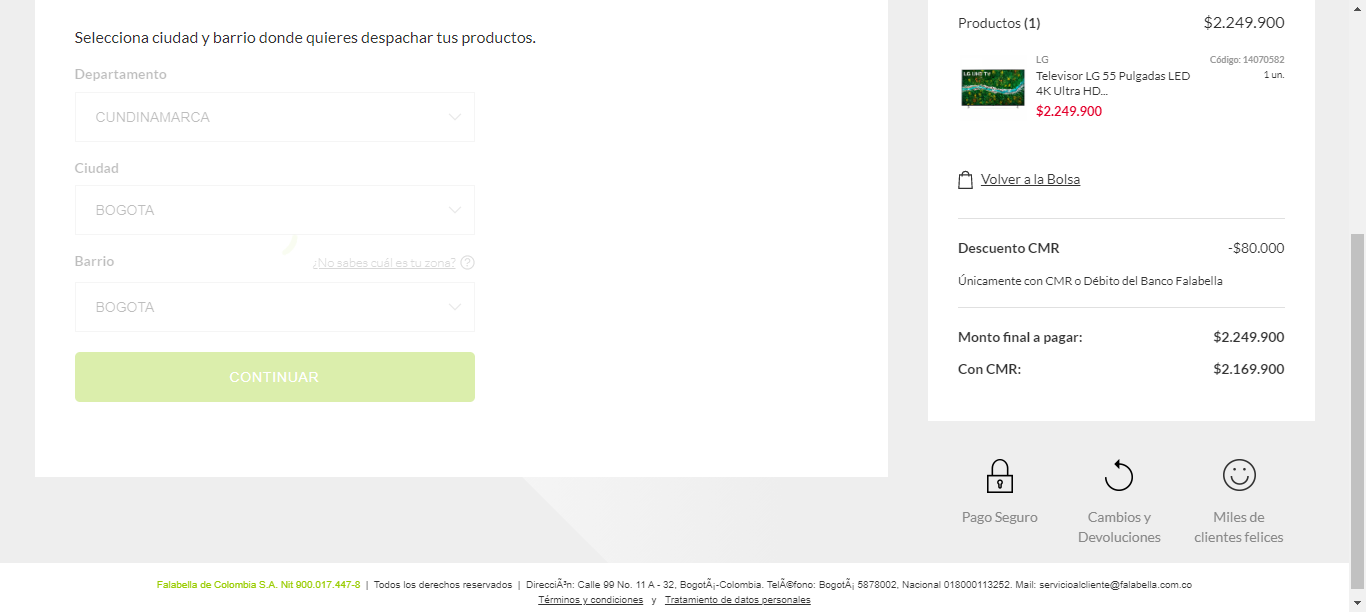 Selecciona ciudad y barrio donde quieres despachar tus productos.
Departamento
CUNDINAMARCA
Ciudad
BOGOTA
Barrio
¿No sabes cuál es tu zona? ?
BOGOTA
CONTINUAR
Productos (1) $2.249.900
LG Código: 14070582
Televisor LG 55 Pulgadas LED 1 un.
4K Ultra HD...
$2.249.900
Volver a la Bolsa
Descuento CMR -$80.000
Únicamente con CMR o Débito del Banco Falabella
Monto final a pagar: $2.249.900
Con CMR: $2.169.900
Pago Seguro
Cambios y
Devoluciones
Miles de
clientes felices
Falabella de Colombia S.A. Nit 900.017.447-8 | Todos los derechos reservados | DirecciÃ³n: Calle 99 No. 11 A - 32, BogotÃ¡-Colombia. TelÃ©fono: BogotÃ¡ 5878002, Nacional 018000113252. Mail: servicioalcliente@falabella.com.co
Términos y condiciones y Tratamiento de datos personales